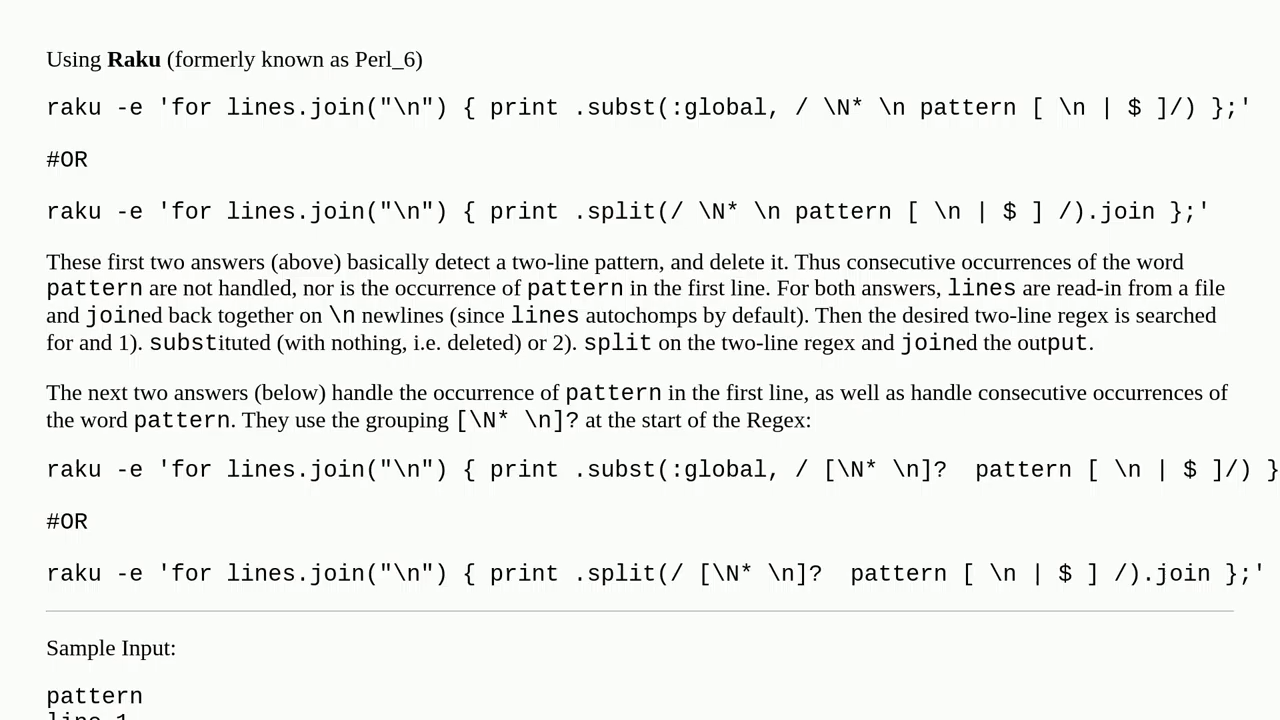 Using Raku (formerly known as Perl_6)
raku -e 'for lines.join("\n") { print .subst(:global, / \N* \n pattern [ \n | $ ]/) };'
#OR
raku -e 'for lines.join("\n") { print .split(/ \N* \n pattern [ \n | $ ] /).join };'
These first two answers (above) basically detect a two-line pattern, and delete it. Thus consecutive occurrences of the word
pattern are not handled, nor is the occurrence of pattern in the first line. For both answers, lines are read-in from a file
and joined back together on \n newlines (since lines autochomps by default). Then the desired two-line regex is searched
for and 1). substituted (with nothing, i.e. deleted) or 2). split on the two-line regex and joined the output.
The next two answers (below) handle the occurrence of pattern in the first line, as well as handle consecutive occurrences of
the word pattern. They use the grouping [\N* \n]? at the start of the Regex:
raku -e 'for lines.join("\n") { print .subst(:global, / [\N* \n]?  pattern [ \n | $ ]/) }
#OR
raku -e 'for lines.join("\n") { print .split(/ [\N* \n]?  pattern [ \n | $ ] /).join };'
Sample Input:
pattern
line 1